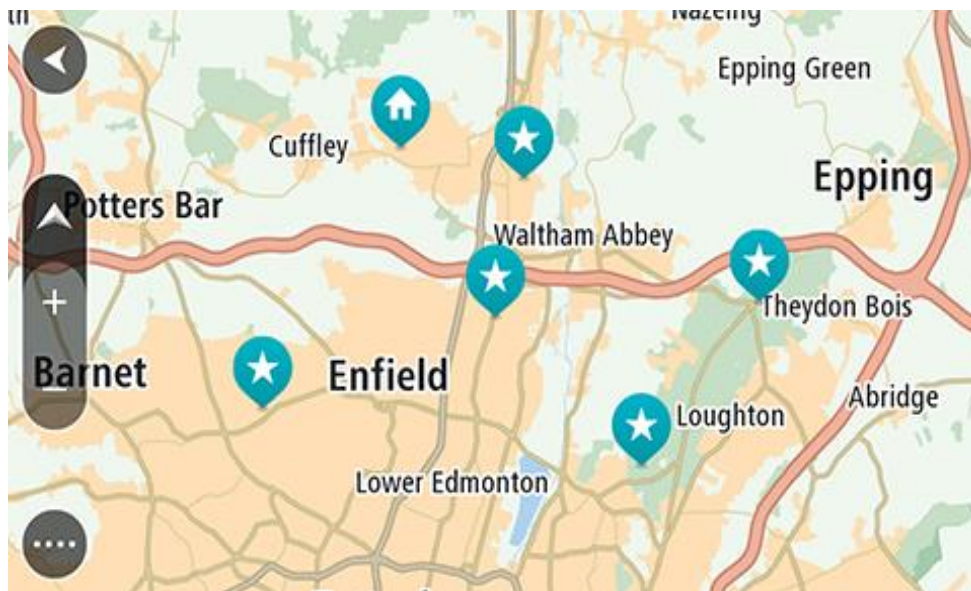 Nazeing
Epping Green
Cuffley
Epping
Potters Bar
Waltham Abbey
Theydon Bois
Barnet
Enfield
Abridge
Loughton
Lower Edmonton